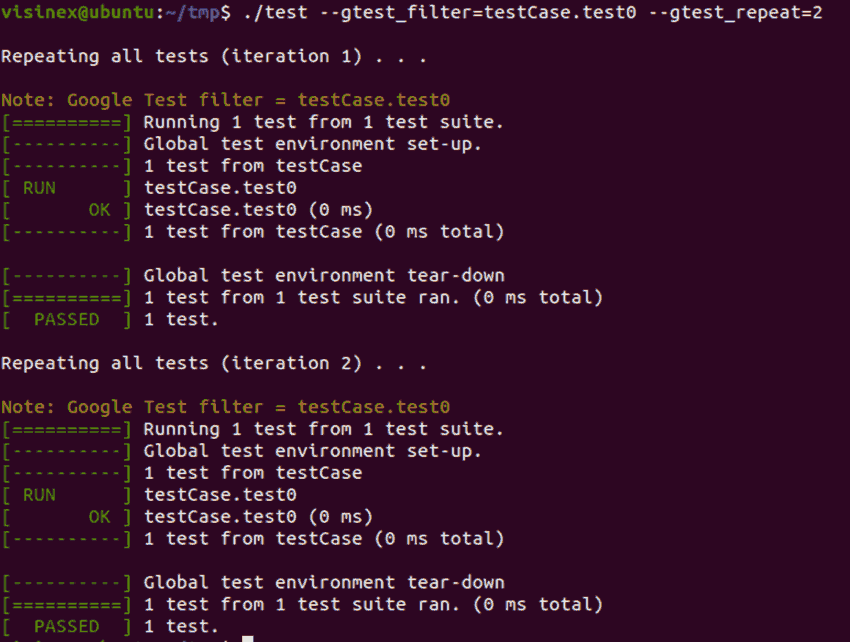 visinex@ubuntu:~/tmp$ ./test --gtest_filter=testCase.test0 --gtest_repeat=2
Repeating all tests (iteration 1) . . .
Note: Google Test filter = testCase.test0
[==========] Running 1 test from 1 test suite.
[----------] Global test environment set-up.
[----------] 1 test from testCase
[ RUN      ] testCase.test0
[       OK ] testCase.test0 (0 ms)
[----------] 1 test from testCase (0 ms total)
[----------] Global test environment tear-down
[==========] 1 test from 1 test suite ran. (0 ms total)
[  PASSED  ] 1 test.
Repeating all tests (iteration 2) . . .
Note: Google Test filter = testCase.test0
[==========] Running 1 test from 1 test suite.
[----------] Global test environment set-up.
[----------] 1 test from testCase
[ RUN      ] testCase.test0
[       OK ] testCase.test0 (0 ms)
[----------] 1 test from testCase (0 ms total)
[----------] Global test environment tear-down
[==========] 1 test from 1 test suite ran. (0 ms total)
[  PASSED  ] 1 test.